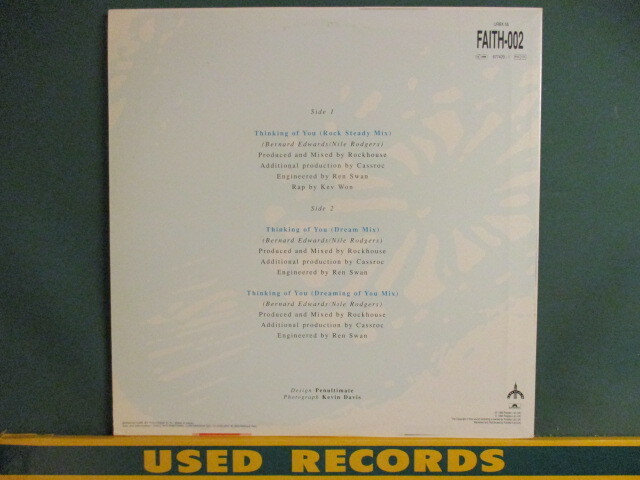 FAITH-002
Side 1
Thinking of You (Rock Steady Mix)
(Bernard Edwards/Nile Rodgers)
Produced and Mixed by Rockhouse
Additional production by Cassroc
Engineered by Ren Swan
Rap by Kev Won
Side 2
Thinking of You (Dream Mix)
(Bernard Edwards/Nile Rodgers)
Produced and Mixed by Rockhouse
Additional production by Cassroc
Engineered by Ren Swan
Thinking of You (Dreaming of You Mix)
(Bernard Edwards/Nile Rodgers)
Produced and Mixed by Rockhouse
Additional production by Cassroc
Engineered by Ren Swan
Design Penultimate
Photograph Kevin Davis
USED RECORDS